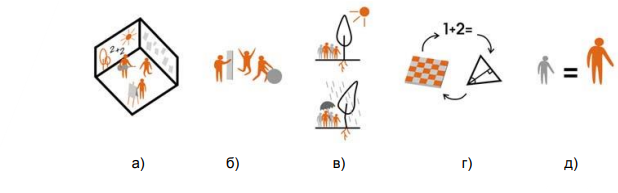 2+2
1+2=
=
а) б) в) г) д)